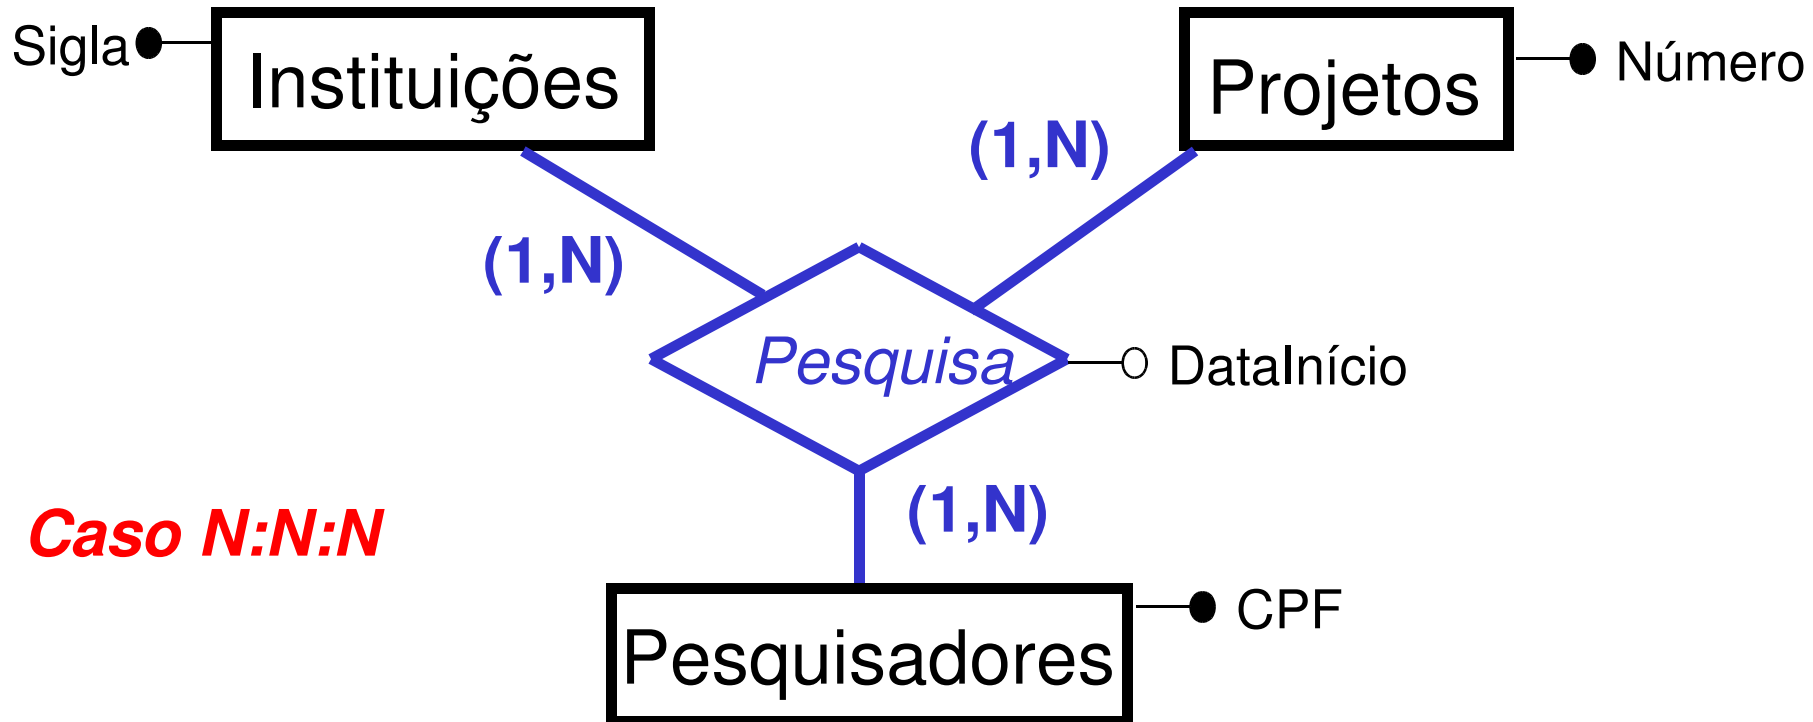 Sigla
Instituições
Projetos
Número
(1,N)
(1,N)
Pesquisa
DataInício
(1,N)
Caso N:N:N
CPF
Pesquisadores